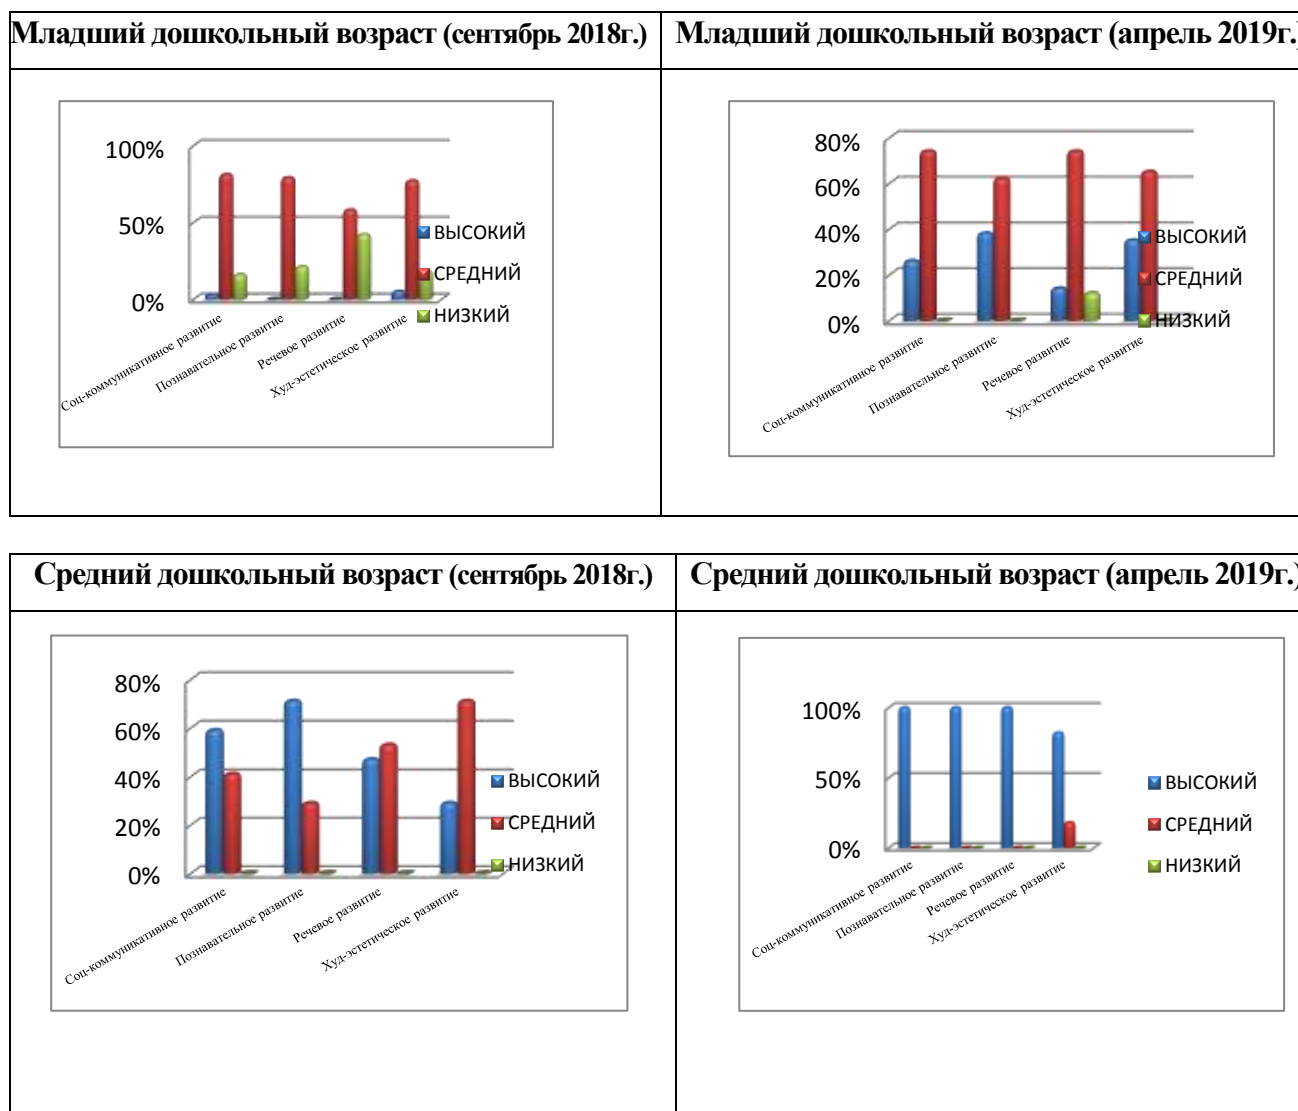 Младший дошкольный возраст (сентябрь 2018г.)
Младший дошкольный возраст (апрель 2019г.)
100%
50%
0%
ВЫСОКИЙ
СРЕДНИЙ
НИЗКИЙ
Соц-коммуникативное развитие
Познавательное развитие
Речевое развитие
Худ-эстетическое развитие
80%
60%
40%
20%
0%
ВЫСОКИЙ
СРЕДНИЙ
НИЗКИЙ
Соц-коммуникативное развитие
Познавательное развитие
Речевое развитие
Худ-эстетическое развитие
Средний дошкольный возраст (сентябрь 2018г.)
Средний дошкольный возраст (апрель 2019г.)
80%
60%
40%
20%
0%
ВЫСОКИЙ
СРЕДНИЙ
НИЗКИЙ
Соц-коммуникативное развитие
Познавательное развитие
Речевое развитие
Худ-эстетическое развитие
100%
50%
0%
ВЫСОКИЙ
СРЕДНИЙ
НИЗКИЙ
Соц-коммуникативное развитие
Познавательное развитие
Речевое развитие
Худ-эстетическое развитие